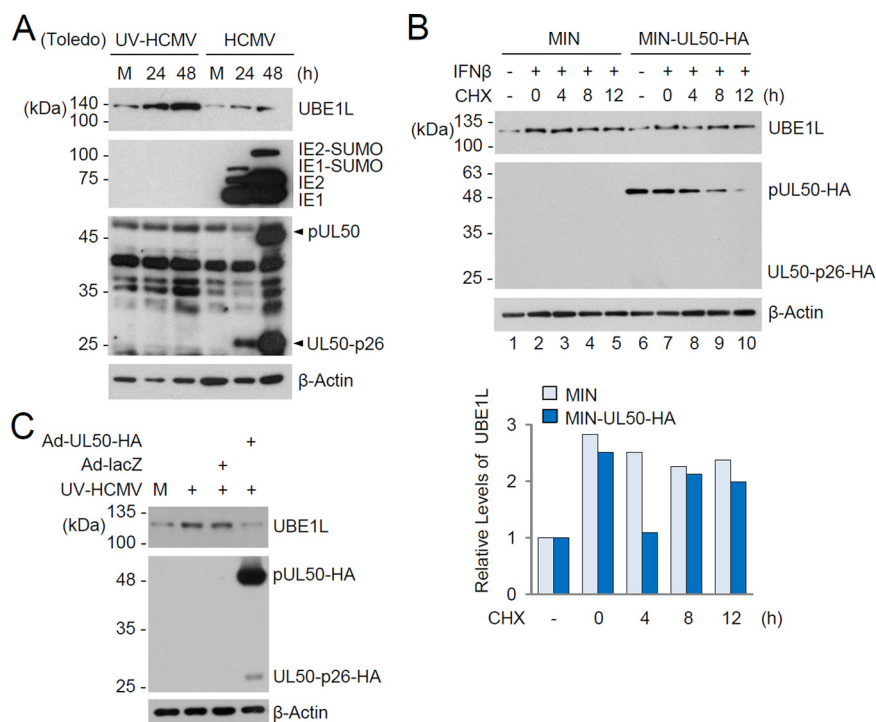 A
(Toledo) UV-HCMV HCMV
M 24 48 M 24 48 (h)
(kDa) 140 - UBE1L
100 -
100 - IE2-SUMO
IE1-SUMO
75 - IE2
IE1
45 - pUL50
35 -
25 - UL50-p26
β-Actin
B
MIN MIN-UL50-HA
IFNβ - + + + + - + + + +
CHX - 0 4 8 12 - 0 4 8 12 (h)
(kDa) 135 - UBE1L
100 -
63 -
48 - pUL50-HA
35 -
25 - UL50-p26-HA
β-Actin
1 2 3 4 5 6 7 8 9 10
MIN
MIN-UL50-HA
Relative Levels of UBE1L
3
2
1
0
CHX - 0 4 8 12 (h)
C
Ad-UL50-HA +
Ad-lacZ +
UV-HCMV M + + +
135 -
(kDa) UBE1L
100 -
48 - pUL50-HA
35 -
25 - UL50-p26-HA
β-Actin